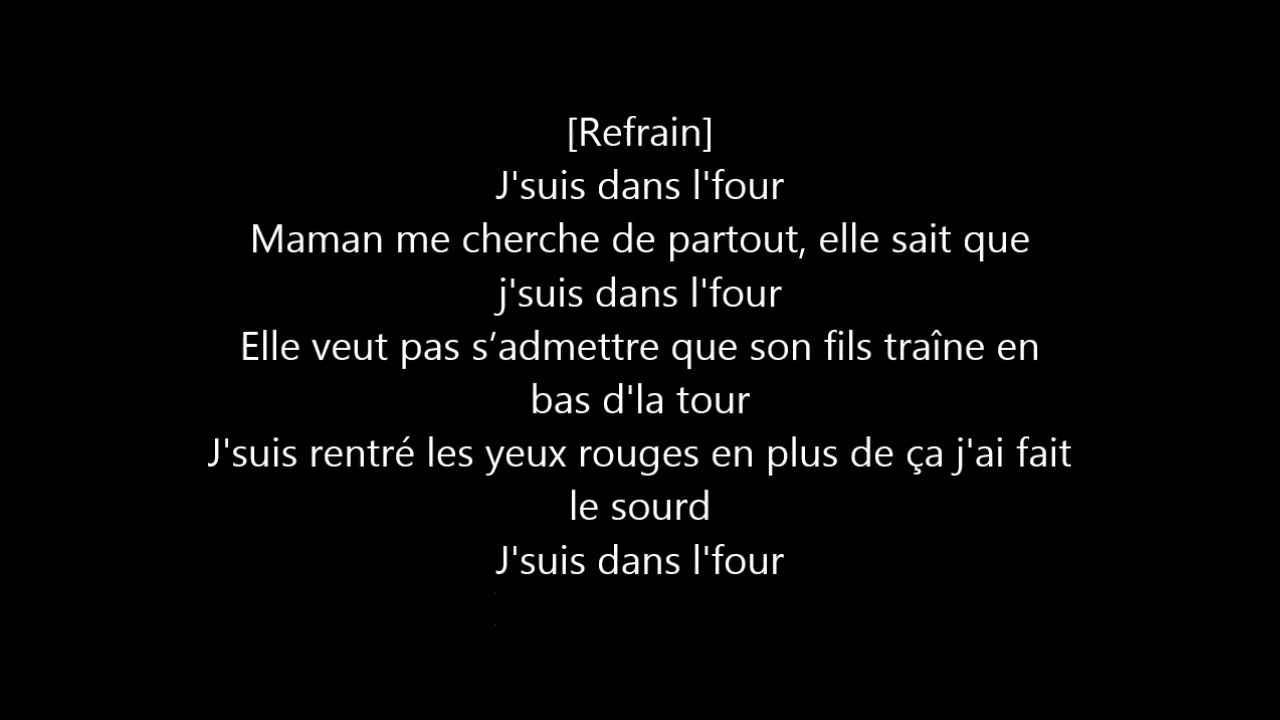 [Refrain]
J'suis dans l'four
Maman me cherche de partout, elle sait que
j'suis dans l'four
Elle veut pas s’admettre que son fils traîne en
bas d'la tour
J'suis rentré les yeux rouges en plus de ça j'ai fait
le sourd
J'suis dans l'four